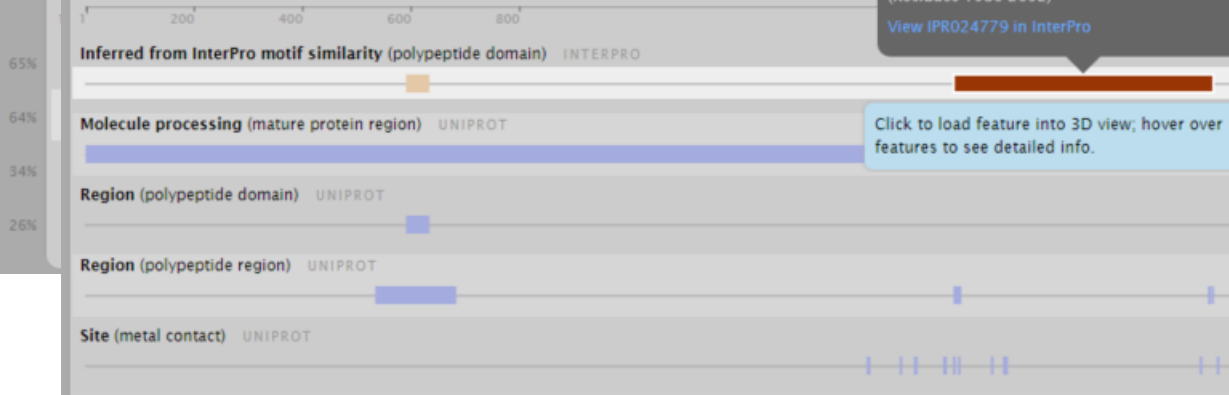 View IPR024779 in InterPro
1 200 400 600 800
Inferred from InterPro motif similarity (polypeptide domain) INTERPRO
65%
64%
Molecule processing (mature protein region) UNIPROT
Click to load feature into 3D view; hover over
features to see detailed info.
34%
Region (polypeptide domain) UNIPROT
26%
Region (polypeptide region) UNIPROT
Site (metal contact) UNIPROT